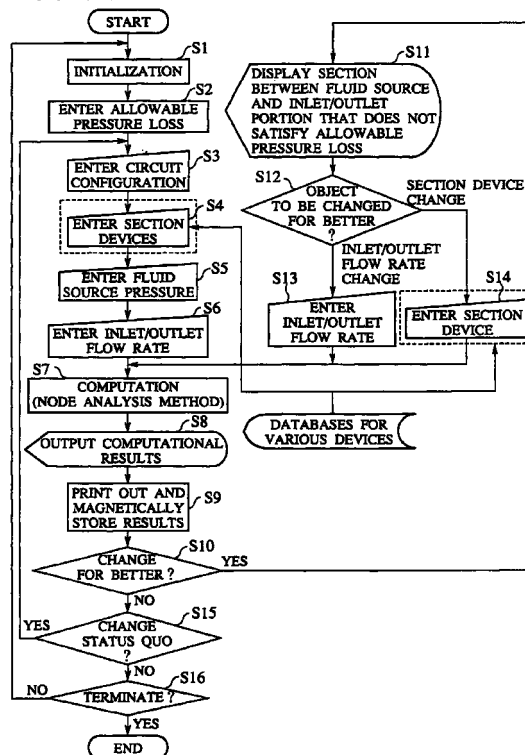 START
S1
INITIALIZATION
S2
ENTER ALLOWABLE
PRESSURE LOSS
S3
ENTER CIRCUIT
CONFIGURATION
S4
ENTER SECTION
DEVICES
S5
ENTER FLUID
SOURCE PRESSURE
S6
ENTER INLET/OUTLET
FLOW RATE
S7
COMPUTATION
(NODE ANALYSIS METHOD)
S8
OUTPUT COMPUTATIONAL
RESULTS
S9
PRINT OUT AND
MAGNETICALLY
STORE RESULTS
S10
CHANGE
FOR BETTER ?
YES
NO
S15
CHANGE
STATUS QUO
?
YES
NO
S16
TERMINATE ?
NO
YES
END
S11
DISPLAY SECTION
BETWEEN FLUID SOURCE
AND INLET/OUTLET
PORTION THAT DOES NOT
SATISFY ALLOWABLE
PRESSURE LOSS
S12
OBJECT
TO BE CHANGED
FOR BETTER
?
SECTION DEVICE
CHANGE
INLET/OUTLET
FLOW RATE
CHANGE
S13
ENTER
INLET/OUTLET
FLOW RATE
S14
ENTER SECTION
DEVICE
DATABASES FOR
VARIOUS DEVICES